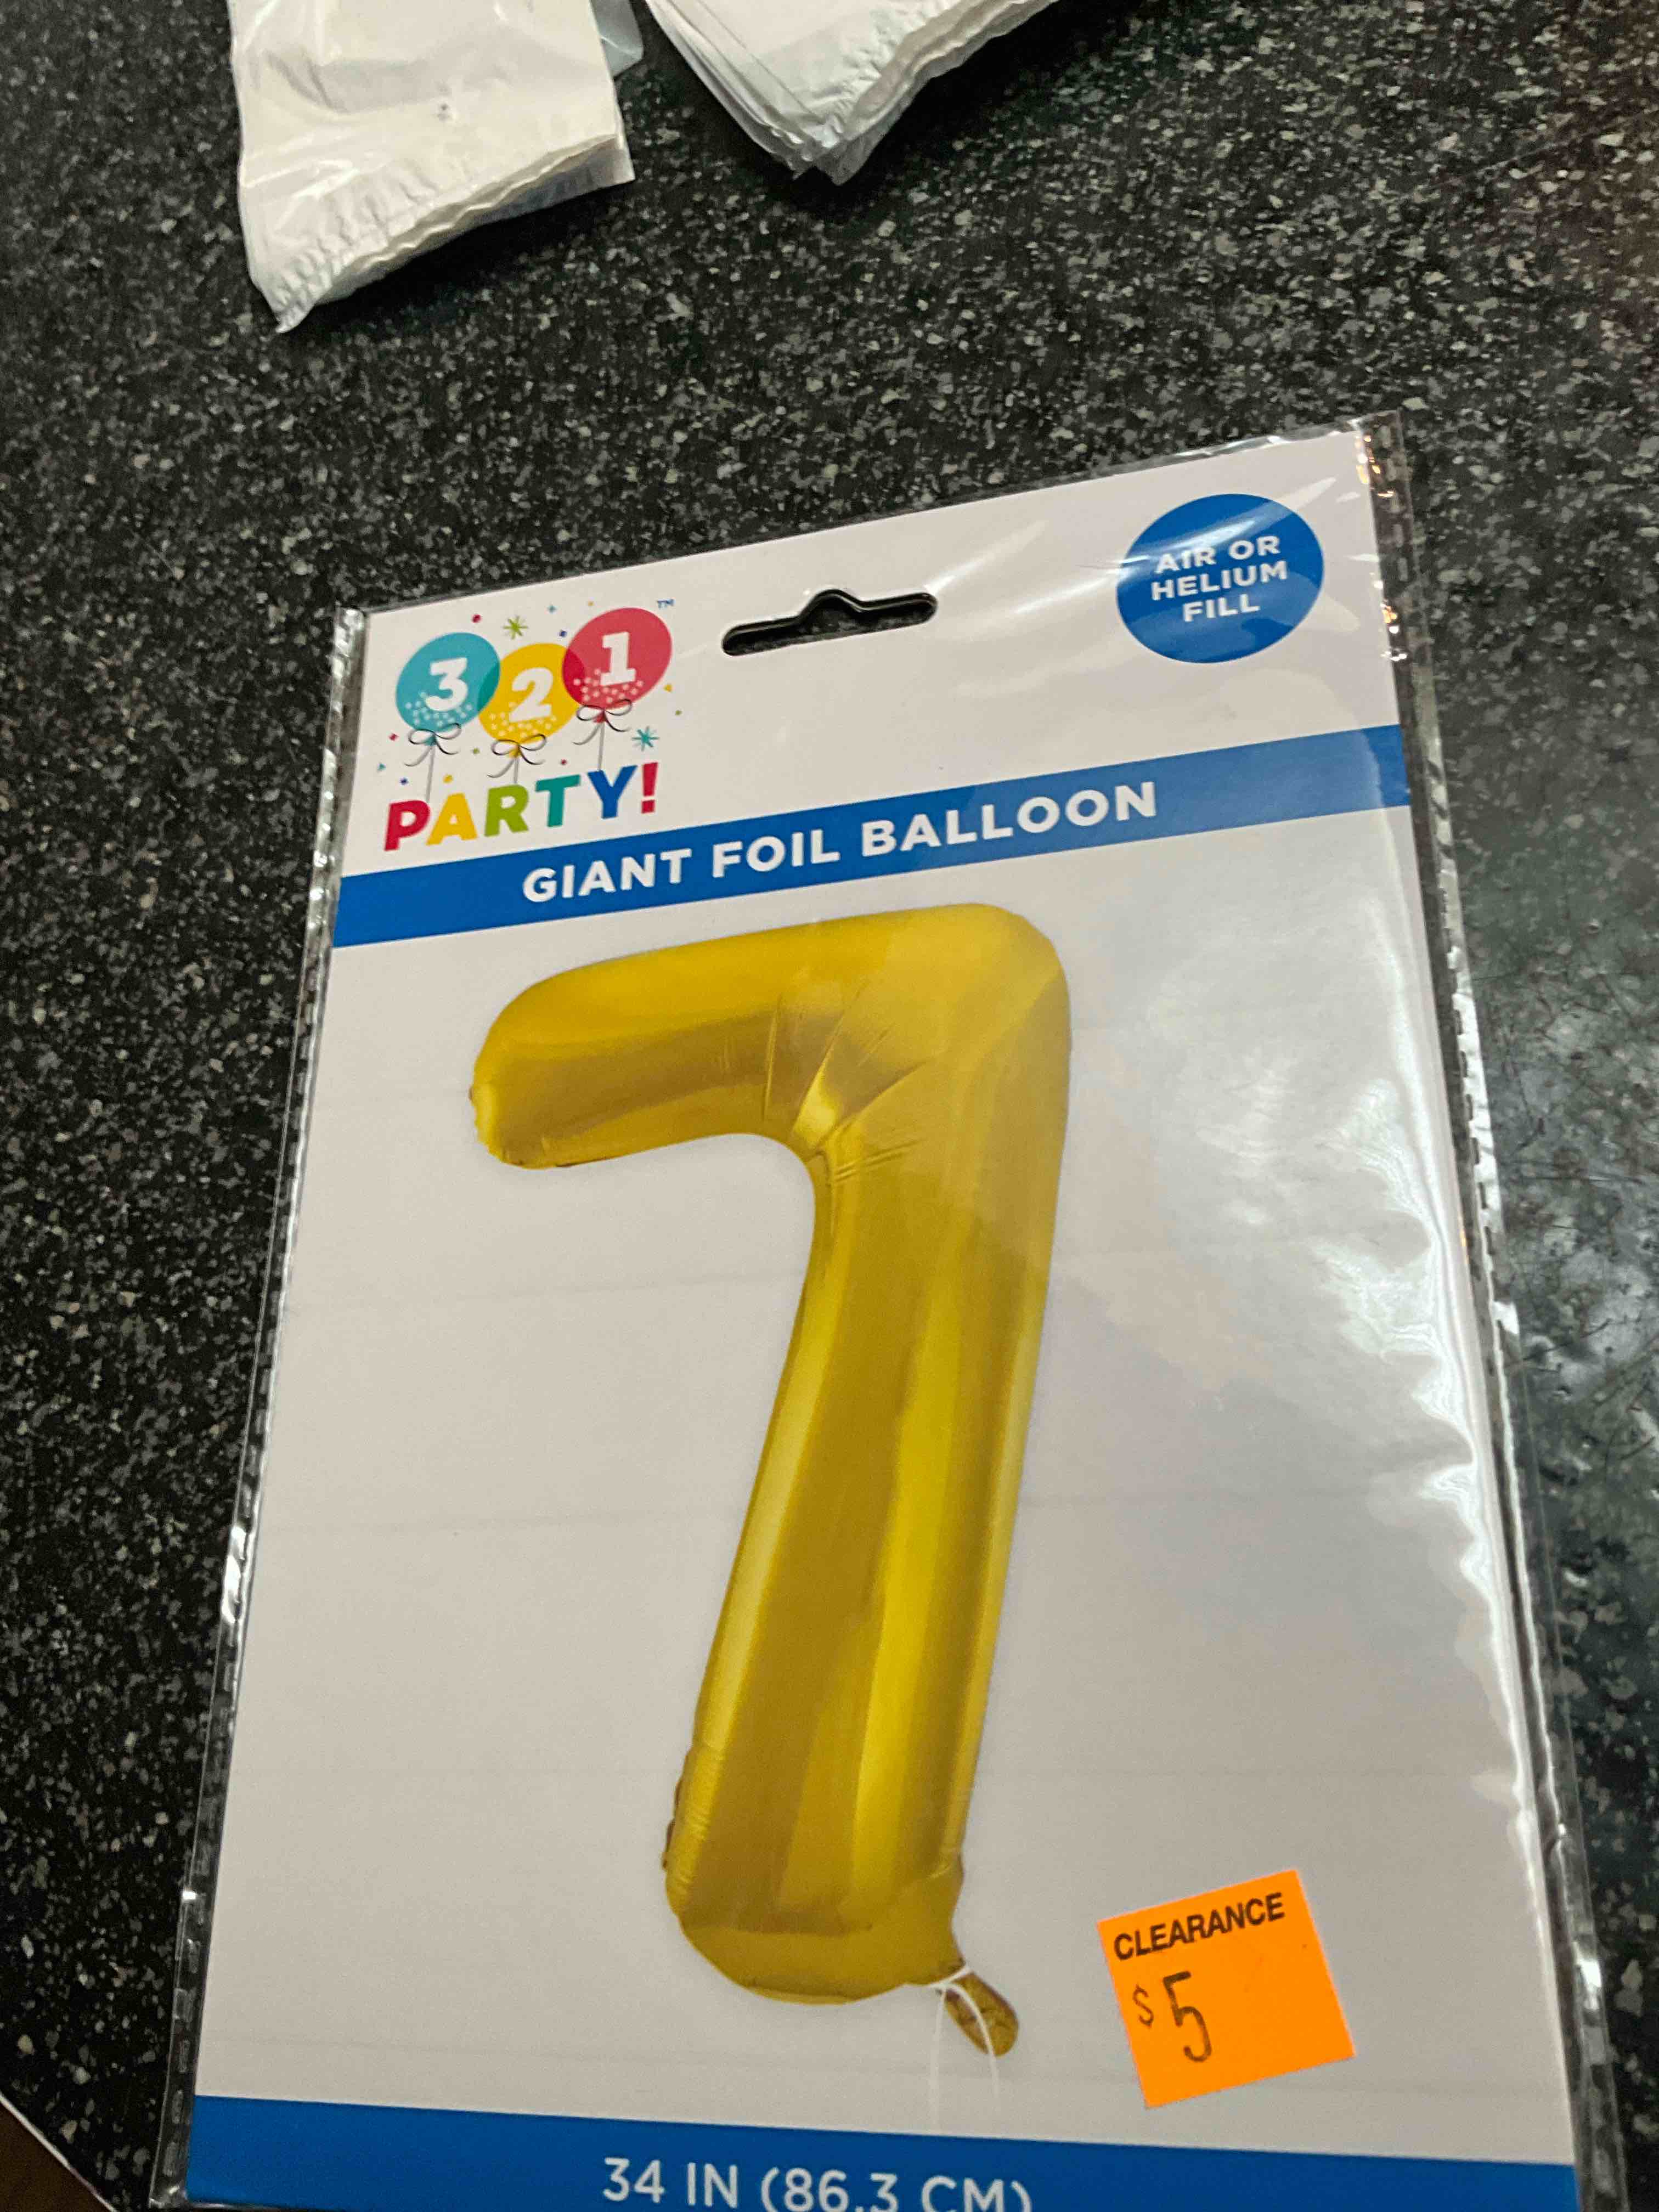 AIR OR
HELIUM
FILL
3 2 1 ™
PARTY!
GIANT FOIL BALLOON
7
CLEARANCE
$5
34 IN (86.3 CM)